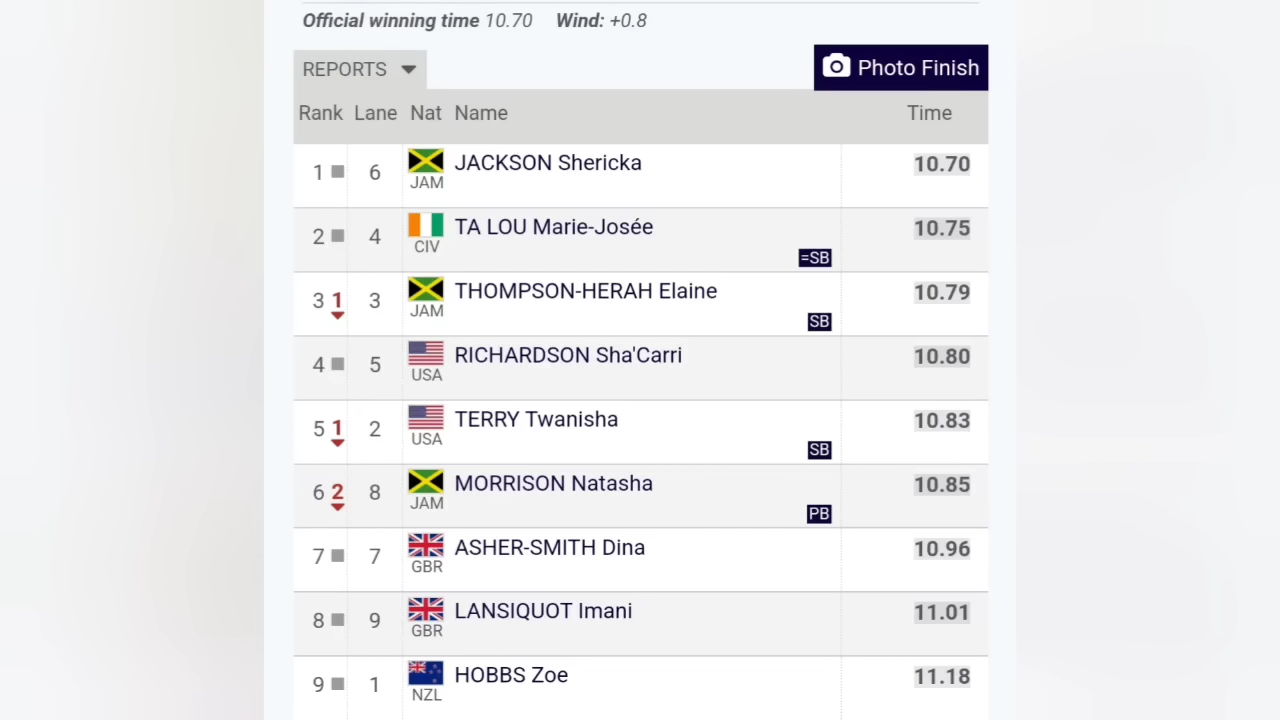 Official winning time 10.70 Wind: +0.8
REPORTS
Photo Finish
Rank Lane Nat Name Time
1 6 JAM JACKSON Shericka 10.70
2 4 CIV TA LOU Marie-Josée =SB 10.75
3 1 3 JAM THOMPSON-HERAH Elaine SB 10.79
4 5 USA RICHARDSON Sha'Carri 10.80
5 1 2 USA TERRY Twanisha SB 10.83
6 2 8 JAM MORRISON Natasha PB 10.85
7 7 GBR ASHER-SMITH Dina 10.96
8 9 GBR LANSIQUOT Imani 11.01
9 1 NZL HOBBS Zoe 11.18